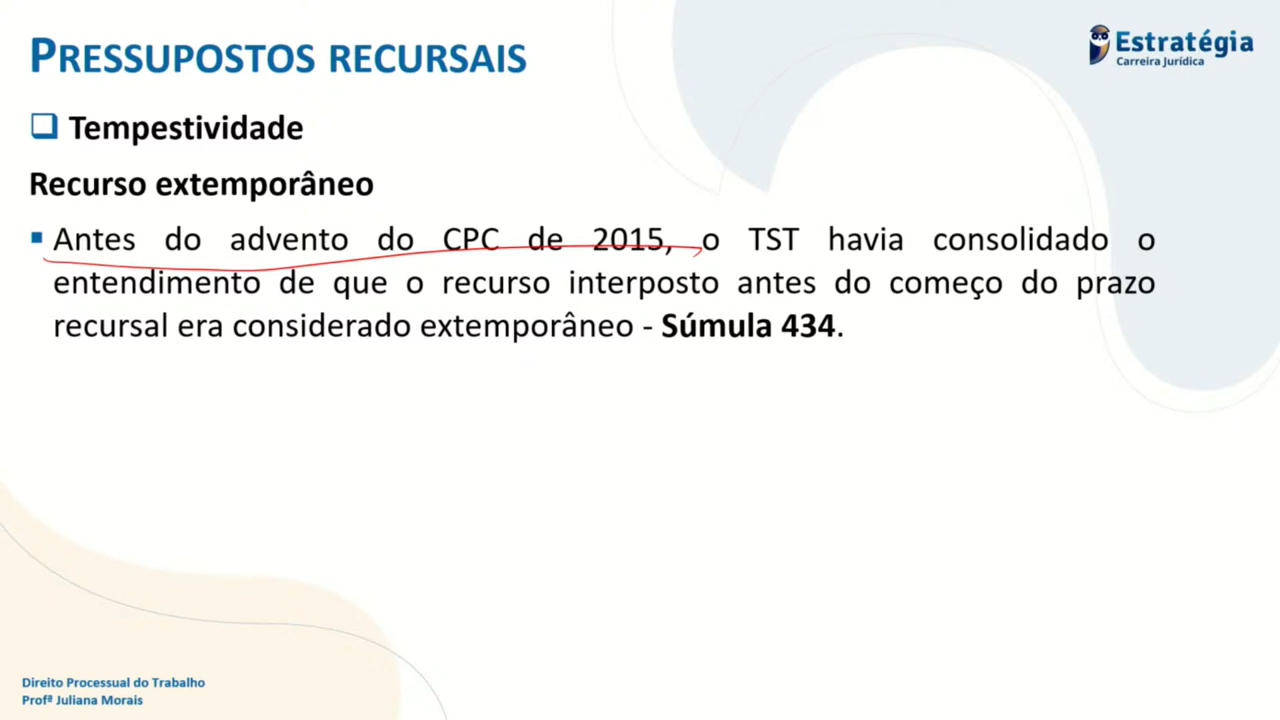 PRESSUPOSTOS RECURSAIS
Estratégia
Carreira Jurídica
Tempestividade
Recurso extemporâneo
Antes do advento do CPC de 2015, o TST havia consolidado o
entendimento de que o recurso interposto antes do começo do prazo
recursal era considerado extemporâneo - Súmula 434.
Direito Processual do Trabalho
Profª Juliana Morais